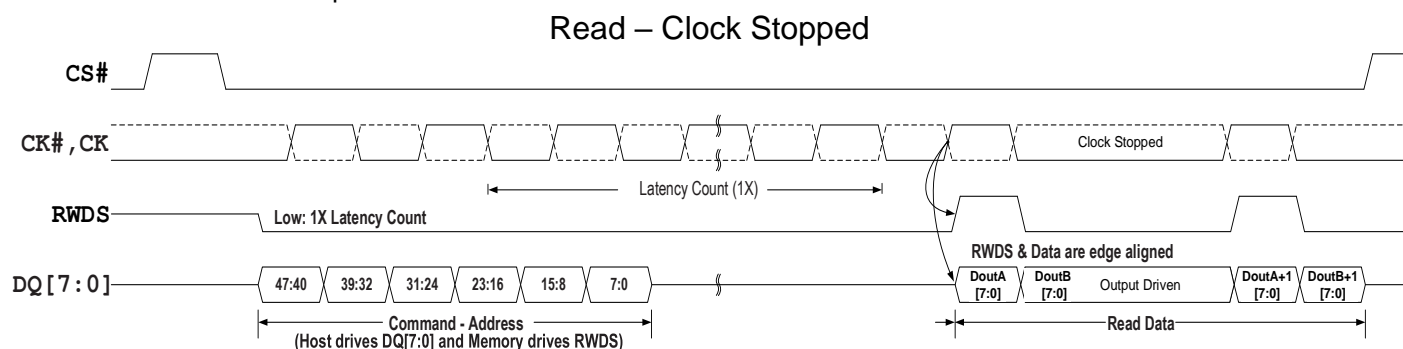 Read – Clock Stopped
CS#
CK#,CK
Clock Stopped
Latency Count (1X)
RWDS
Low: 1X Latency Count
RWDS & Data are edge aligned
DQ[7:0]
47:40 39:32 31:24 23:16 15:8 7:0
DoutA [7:0]
DoutB [7:0]
Output Driven
DoutA+1 [7:0]
DoutB+1 [7:0]
Command - Address
(Host drives DQ[7:0] and Memory drives RWDS)
Read Data